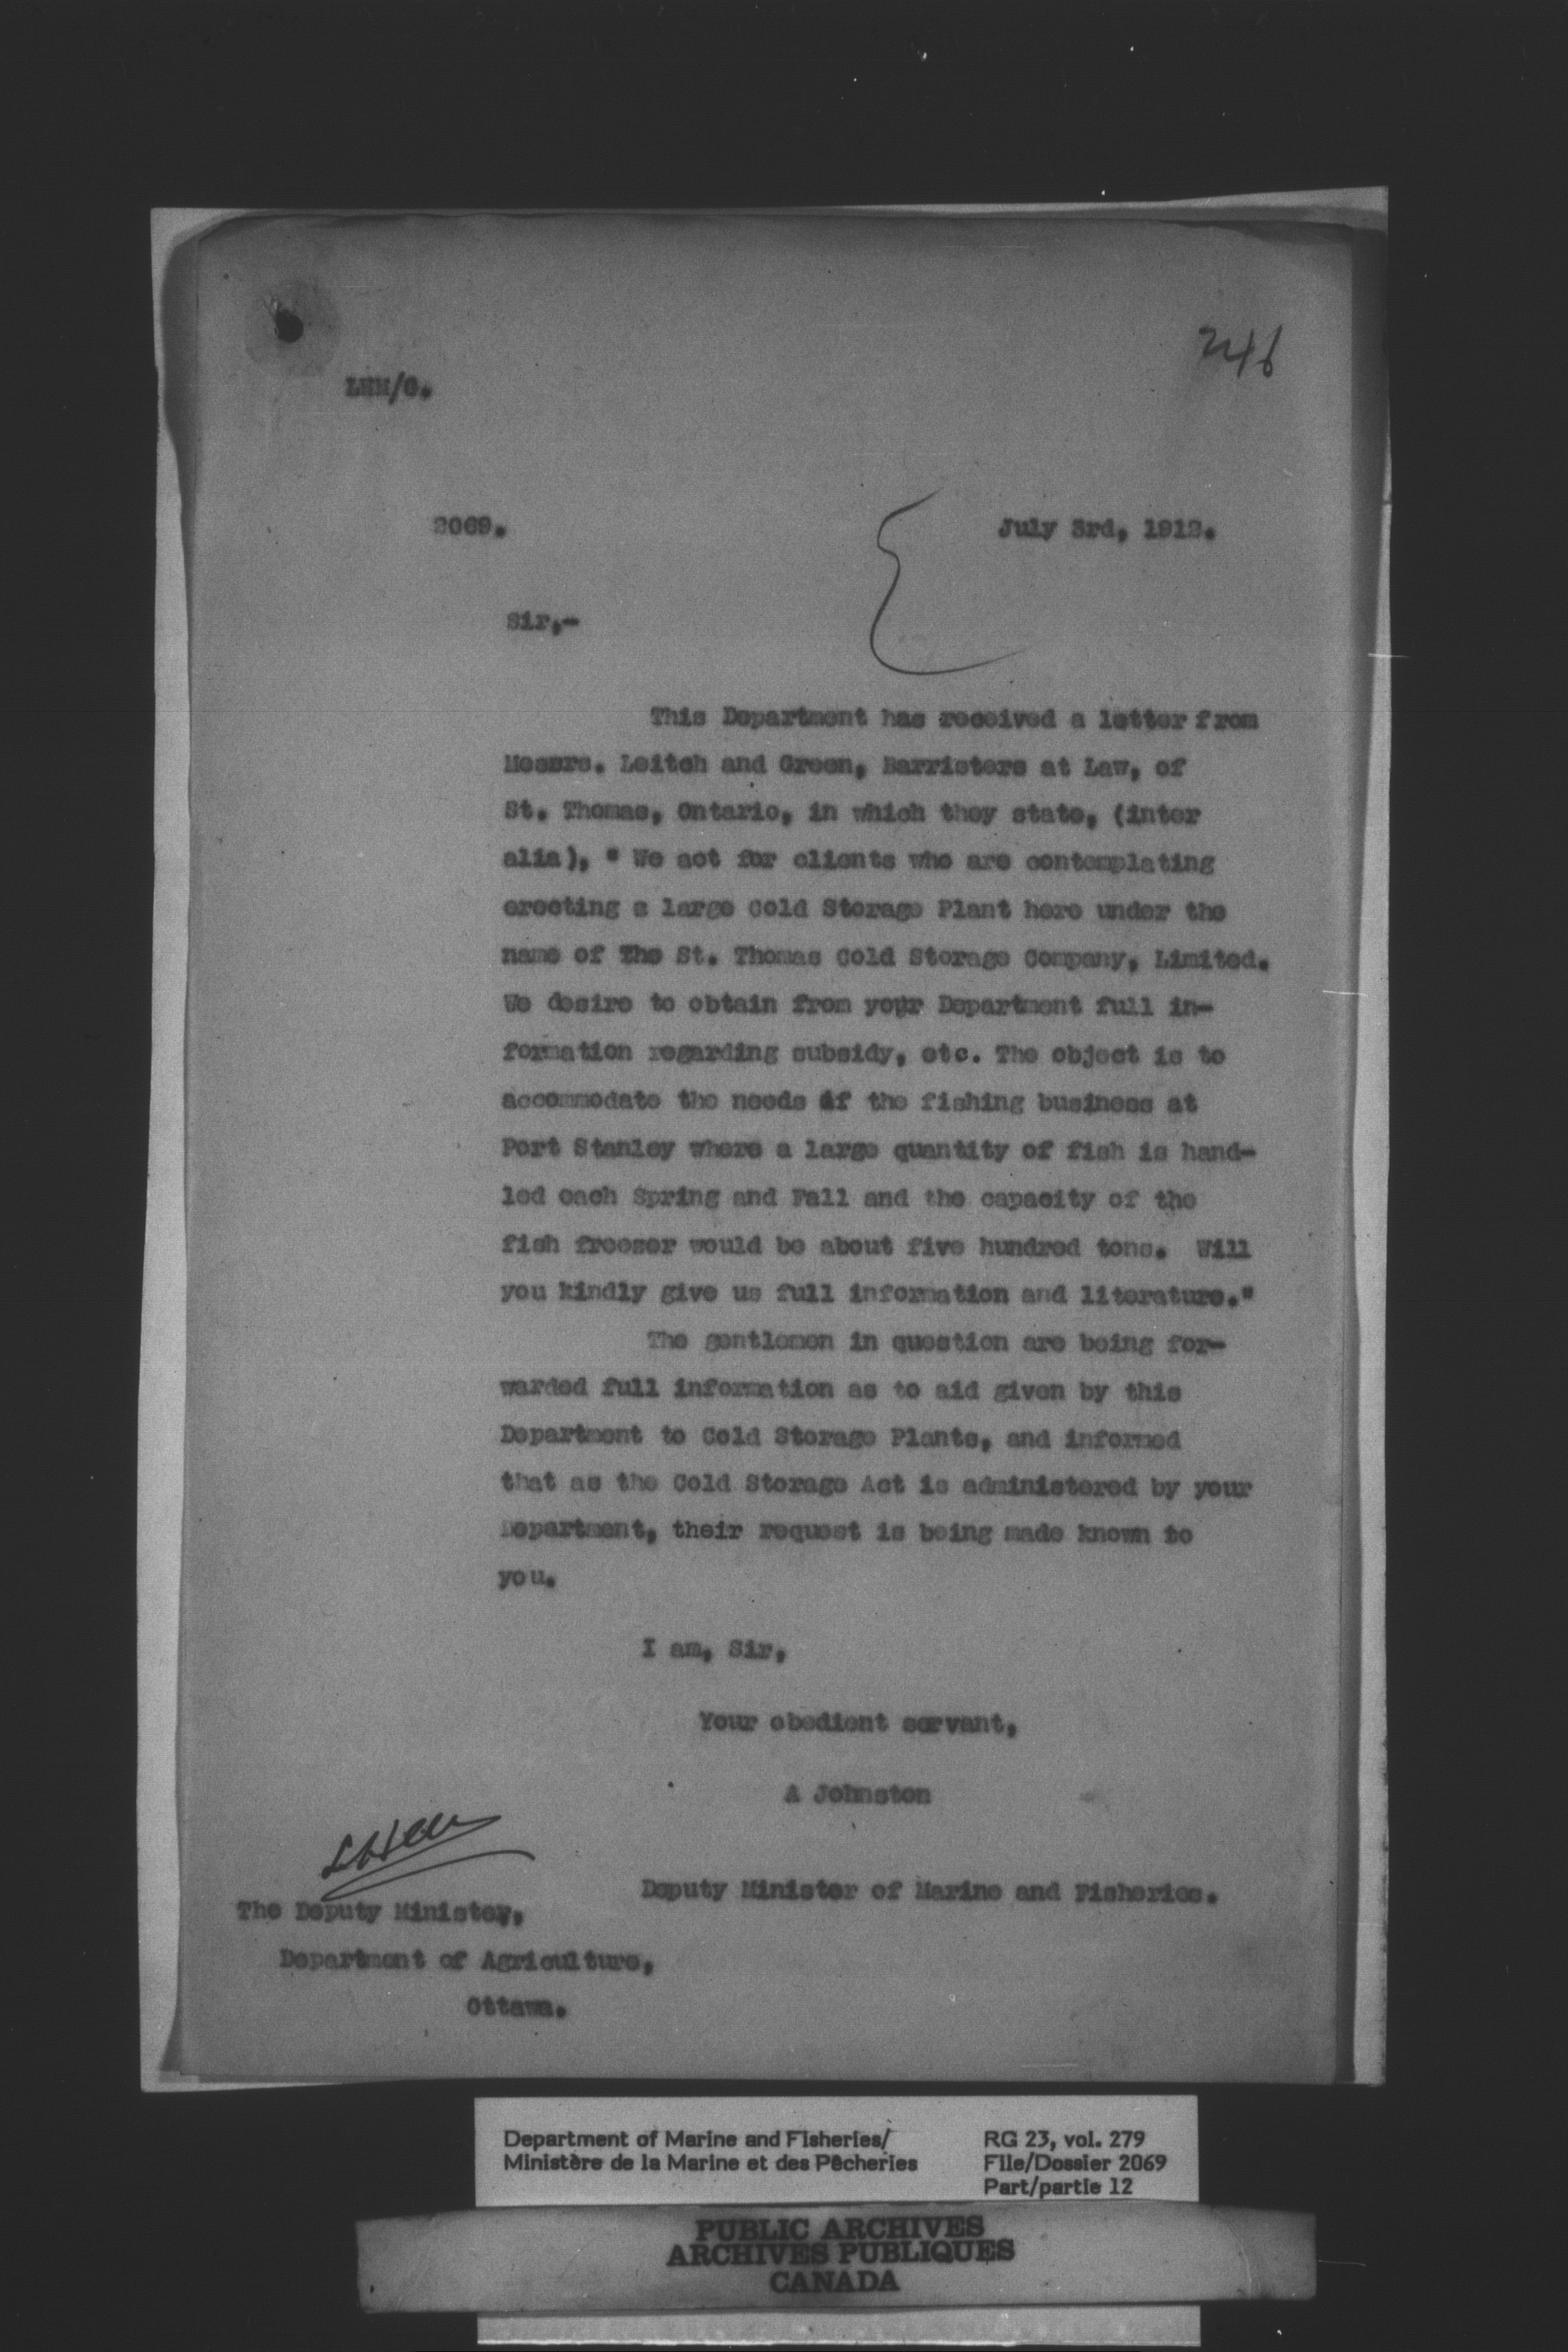 246
LHM/C.
2069.
July 3rd, 1912.
Sir,-
This Department has received a letter from
Messrs. Leitch and Green, Barristers at Law, of
St. Thomas, Ontario, in which they state, (inter
alia), " We act for clients who are contemplating
erecting a large Cold Storage Plant here under the
name of The St. Thomas Cold Storage Company, Limited.
We desire to obtain from your Department full in-
formation regarding subsidy, etc. The object is to
accommodate the needs if the fishing business at
Port Stanley where a large quantity of fish is hand-
led each Spring and Fall and the capacity of the
fish freezer would be about five hundred tons. Will
you kindly give us full information and literature."
The gentlemen in question are being for-
warded full information as to aid given by this
Department to Cold Storage Plants, and informed
that as the Cold Storage Act is administered by your
Department, their request is being made known to
you.
I am, Sir,
Your obedient servant,
A Johnston
Deputy Minister of Marine and Fisheries.
The Deputy Minister,
Department of Agriculture,
Ottawa.
Department of Marine and Fisheries/
Ministère de la Marine et des Pêcheries
RG 23, vol. 279
File/Dossier 2069
Part/partie 12
PUBLIC ARCHIVES
ARCHIVES PUBLIQUES
CANADA